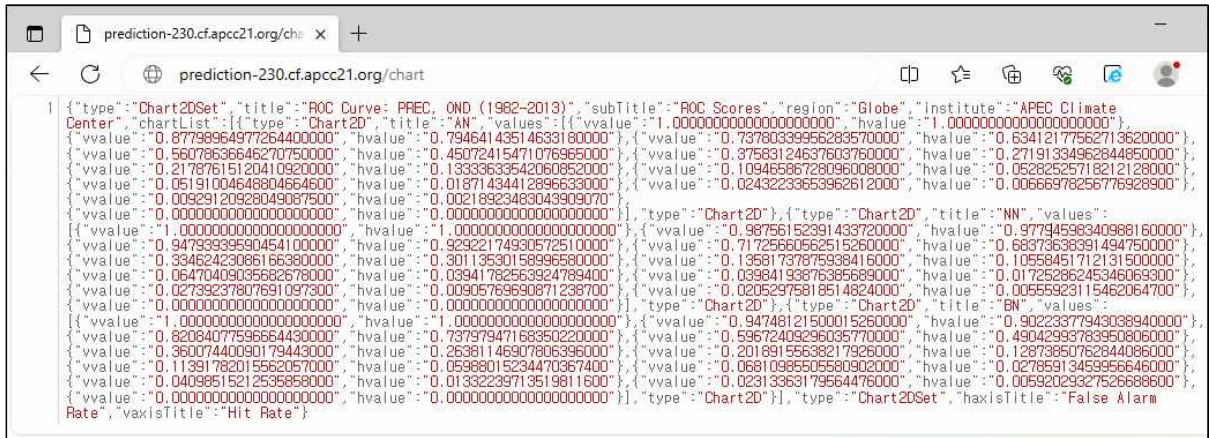 prediction-230.cf.apcc21.org/cha
prediction-230.cf.apcc21.org/chart
1 {"type":"Chart2DSet","title":"ROC Curve: PREC, OND (1982-2013)","subTitle":"ROC Scores","region":"Globe","institute":"APEC Climate
Center","chartList":[{"type":"Chart2D","title":"AN","values":[{"vvalue":"1.00000000000000000000","hvalue":"1.00000000000000000000"},
{"vvalue":"0.87798964977264400000","hvalue":"0.79464143514633180000"},{"vvalue":"0.73780339956283570000","hvalue":"0.63412177562713620000"},
{"vvalue":"0.56078636646270750000","hvalue":"0.45072415471076965000"},{"vvalue":"0.37583124637603760000","hvalue":"0.27191334962844850000"},
{"vvalue":"0.21787615120410920000","hvalue":"0.13333633542060852000"},{"vvalue":"0.10946586728096008000","hvalue":"0.05282525718212128000"},
{"vvalue":"0.05191004648804664600","hvalue":"0.01871434412896633000"},{"vvalue":"0.02432233653962612000","hvalue":"0.00669782567769289​00"},
{"vvalue":"0.00929120928049087500","hvalue":"0.00218923483043909070"},
{"vvalue":"0.00000000000000000000","hvalue":"0.00000000000000000000"}],"type":"Chart2D"},{"type":"Chart2D","title":"NN","values":
[{"vvalue":"1.00000000000000000000","hvalue":"1.00000000000000000000"},{"vvalue":"0.98756152391433720000","hvalue":"0.97794598340988160000"},
{"vvalue":"0.94793939590454100000","hvalue":"0.92922174930572510000"},{"vvalue":"0.71725660562515260000","hvalue":"0.68373638391494750000"},
{"vvalue":"0.33462423086166380000","hvalue":"0.30113530158996580000"},{"vvalue":"0.13581737875938416000","hvalue":"0.10558451712131500000"},
{"vvalue":"0.06470409035682678000","hvalue":"0.03941782563924789400"},{"vvalue":"0.03984193876385689000","hvalue":"0.01725286245346069300"},
{"vvalue":"0.02739237807691097300","hvalue":"0.00905769690871238700"},{"vvalue":"0.02052975818514824000","hvalue":"0.00555923115462064700"},
{"vvalue":"0.00000000000000000000","hvalue":"0.00000000000000000000"}],"type":"Chart2D"},{"type":"Chart2D","title":"BN","values":
[{"vvalue":"1.00000000000000000000","hvalue":"1.00000000000000000000"},{"vvalue":"0.94748121500015260000","hvalue":"0.90223377943038940000"},
{"vvalue":"0.82084077596664430000","hvalue":"0.73797947168350220000"},{"vvalue":"0.59672409296035770000","hvalue":"0.49042993783950806000"},
{"vvalue":"0.36007440090179443000","hvalue":"0.26381146907806396000"},{"vvalue":"0.20189155638217926000","hvalue":"0.12873850762844086000"},
{"vvalue":"0.11391782015562057000","hvalue":"0.05988015234470367400"},{"vvalue":"0.06810985505580902000","hvalue":"0.02785913459956646000"},
{"vvalue":"0.04098515212535858000","hvalue":"0.01332239713519811600"},{"vvalue":"0.02313363179564476000","hvalue":"0.00592029327526688600"},
{"vvalue":"0.00000000000000000000","hvalue":"0.00000000000000000000"}],"type":"Chart2D"}],"type":"Chart2DSet","haxisTitle":"False Alarm
Rate","vaxisTitle":"Hit Rate"}